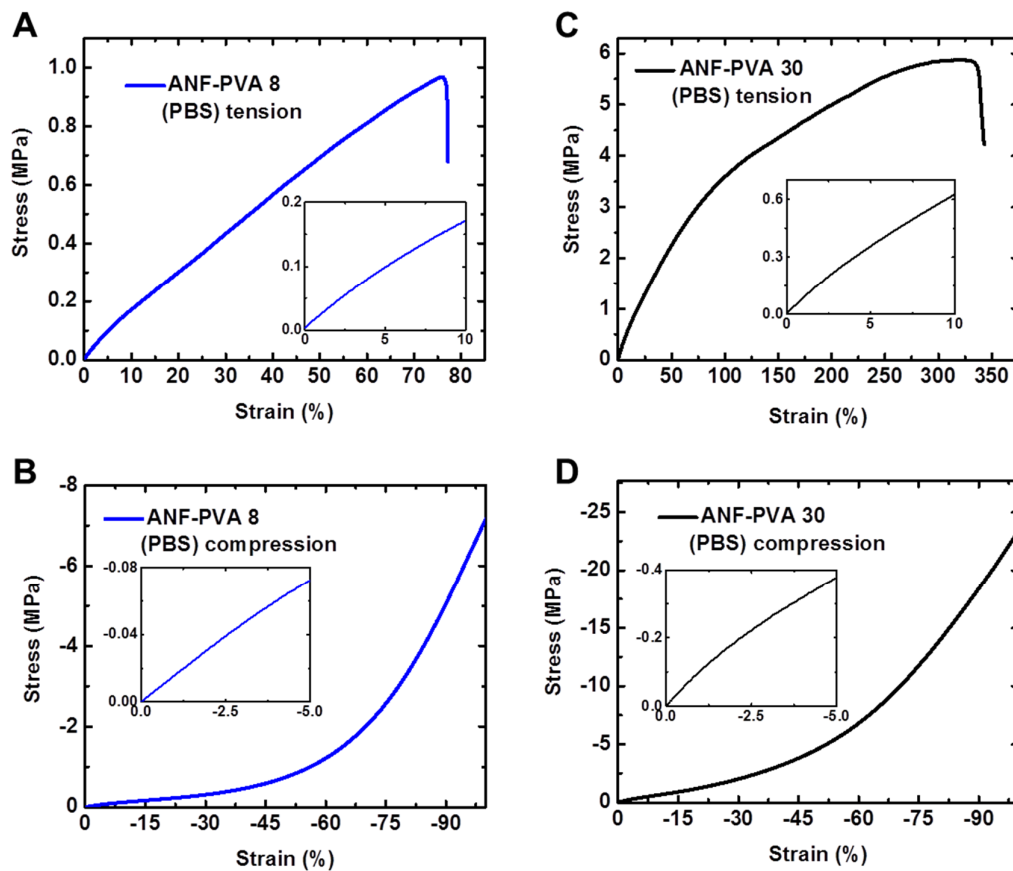 A
1.0
0.8
0.6
0.4
0.2
0.0
Stress (MPa)
ANF-PVA 8
(PBS) tension
0.2
0.1
0.0
0 5 10
0 10 20 30 40 50 60 70 80
Strain (%)
C
6
5
4
3
2
1
0
Stress (MPa)
ANF-PVA 30
(PBS) tension
0.6
0.3
0.0
0 5 10
0 50 100 150 200 250 300 350
Strain (%)
B
-8
-6
-4
-2
0
Stress (MPa)
ANF-PVA 8
(PBS) compression
-0.08
-0.04
0.00
0.0 -2.5 -5.0
0 -15 -30 -45 -60 -75 -90
Strain (%)
D
-25
-20
-15
-10
-5
0
Stress (MPa)
ANF-PVA 30
(PBS) compression
-0.4
-0.2
0.0
0.0 -2.5 -5.0
0 -15 -30 -45 -60 -75 -90
Strain (%)